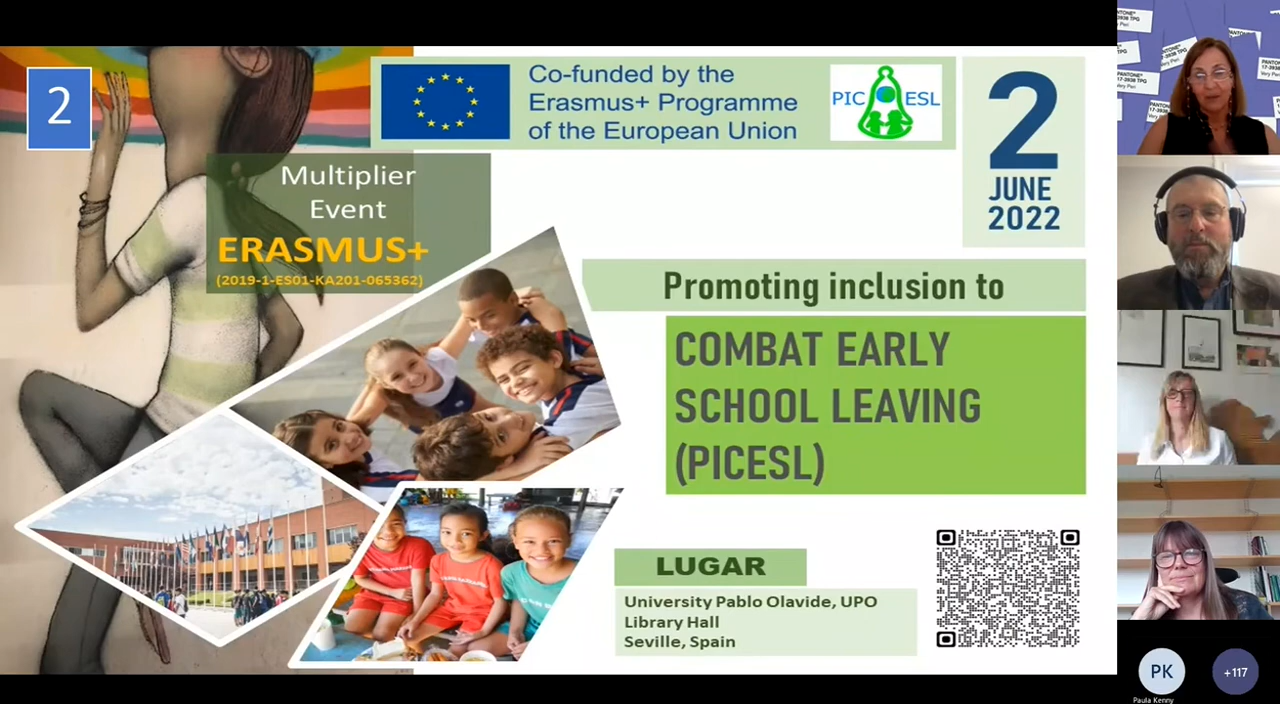 2
Co-funded by the
Erasmus+ Programme
of the European Union
PIC ESL
2
JUNE
2022
Multiplier
Event
ERASMUS+
(2019-1-ES01-KA201-065362)
Promoting inclusion to
COMBAT EARLY
SCHOOL LEAVING
(PICESL)
LUGAR
University Pablo Olavide, UPO
Library Hall
Seville, Spain
PANTONE
PANTONE
PK
+117
Paula Kenny